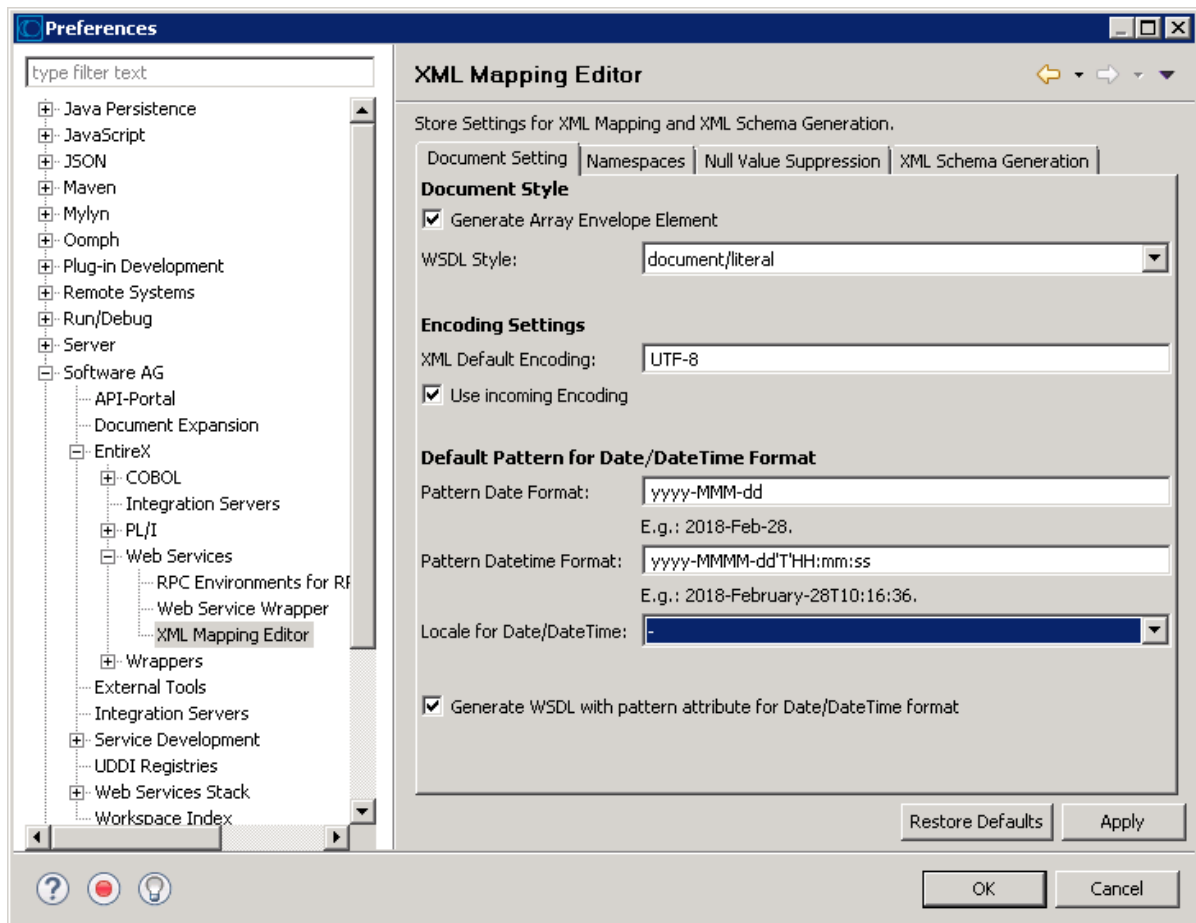 Preferences
type filter text
Java Persistence
JavaScript
JSON
Maven
Mylyn
Oomph
Plug-in Development
Remote Systems
Run/Debug
Server
Software AG
API-Portal
Document Expansion
EntireX
COBOL
Integration Servers
PL/I
Web Services
RPC Environments for RP
Web Service Wrapper
XML Mapping Editor
Wrappers
External Tools
Integration Servers
Service Development
UDDI Registries
Web Services Stack
Workspace Index
XML Mapping Editor
Store Settings for XML Mapping and XML Schema Generation.
Document Setting Namespaces Null Value Suppression XML Schema Generation
Document Style
Generate Array Envelope Element
WSDL Style: document/literal
Encoding Settings
XML Default Encoding: UTF-8
Use incoming Encoding
Default Pattern for Date/DateTime Format
Pattern Date Format: yyyy-MMM-dd
E.g.: 2018-Feb-28.
Pattern Datetime Format: yyyy-MMMM-dd'T'HH:mm:ss
E.g.: 2018-February-28T10:16:36.
Locale for Date/DateTime: -
Generate WSDL with pattern attribute for Date/DateTime format
Restore Defaults Apply
OK Cancel